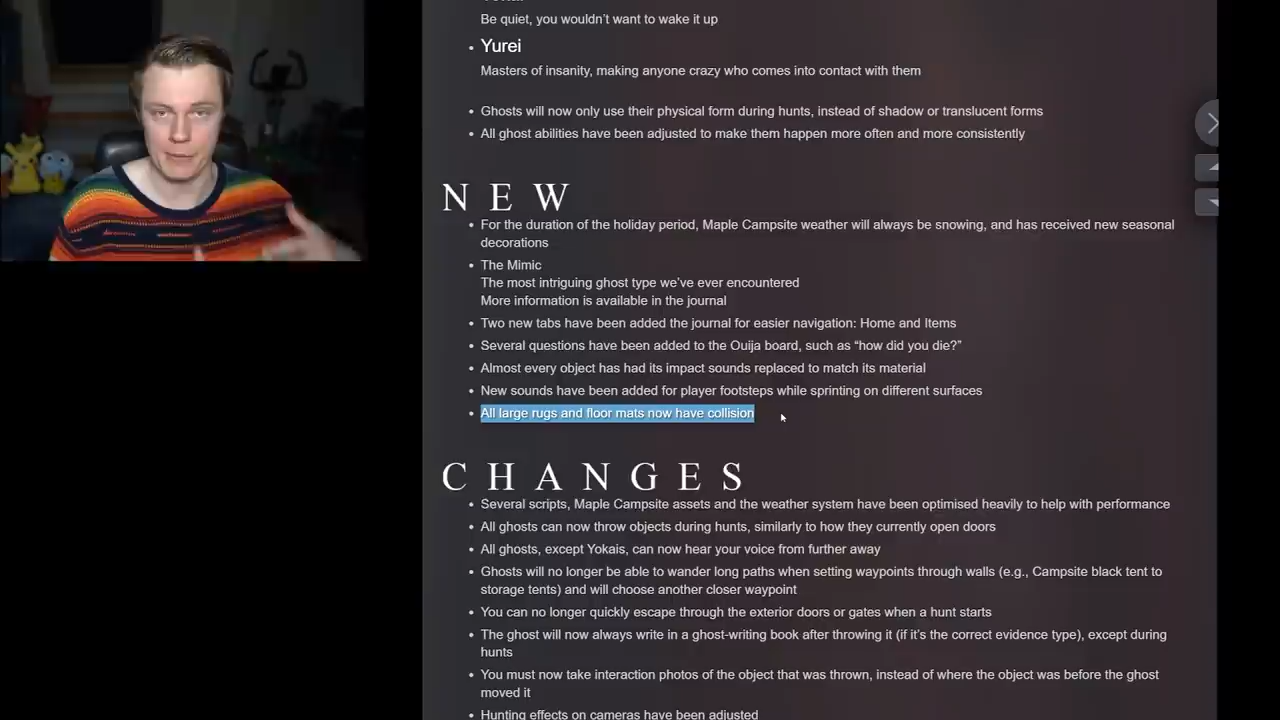 Be quiet, you wouldn't want to wake it up
• Yurei
Masters of insanity, making anyone crazy who comes into contact with them
• Ghosts will now only use their physical form during hunts, instead of shadow or translucent forms
• All ghost abilities have been adjusted to make them happen more often and more consistently
NEW
• For the duration of the holiday period, Maple Campsite weather will always be snowing, and has received new seasonal
decorations
• The Mimic
The most intriguing ghost type we've ever encountered
More information is available in the journal
• Two new tabs have been added the journal for easier navigation: Home and Items
• Several questions have been added to the Ouija board, such as “how did you die?”
• Almost every object has had its impact sounds replaced to match its material
• New sounds have been added for player footsteps while sprinting on different surfaces
• All large rugs and floor mats now have collision
CHANGES
• Several scripts, Maple Campsite assets and the weather system have been optimised heavily to help with performance
• All ghosts can now throw objects during hunts, similarly to how they currently open doors
• All ghosts, except Yokais, can now hear your voice from further away
• Ghosts will no longer be able to wander long paths when setting waypoints through walls (e.g., Campsite black tent to
storage tents) and will choose another closer waypoint
• You can no longer quickly escape through the exterior doors or gates when a hunt starts
• The ghost will now always write in a ghost-writing book after throwing it (if it's the correct evidence type), except during
hunts
• You must now take interaction photos of the object that was thrown, instead of where the object was before the ghost
moved it
• Hunting effects on cameras have been adjusted